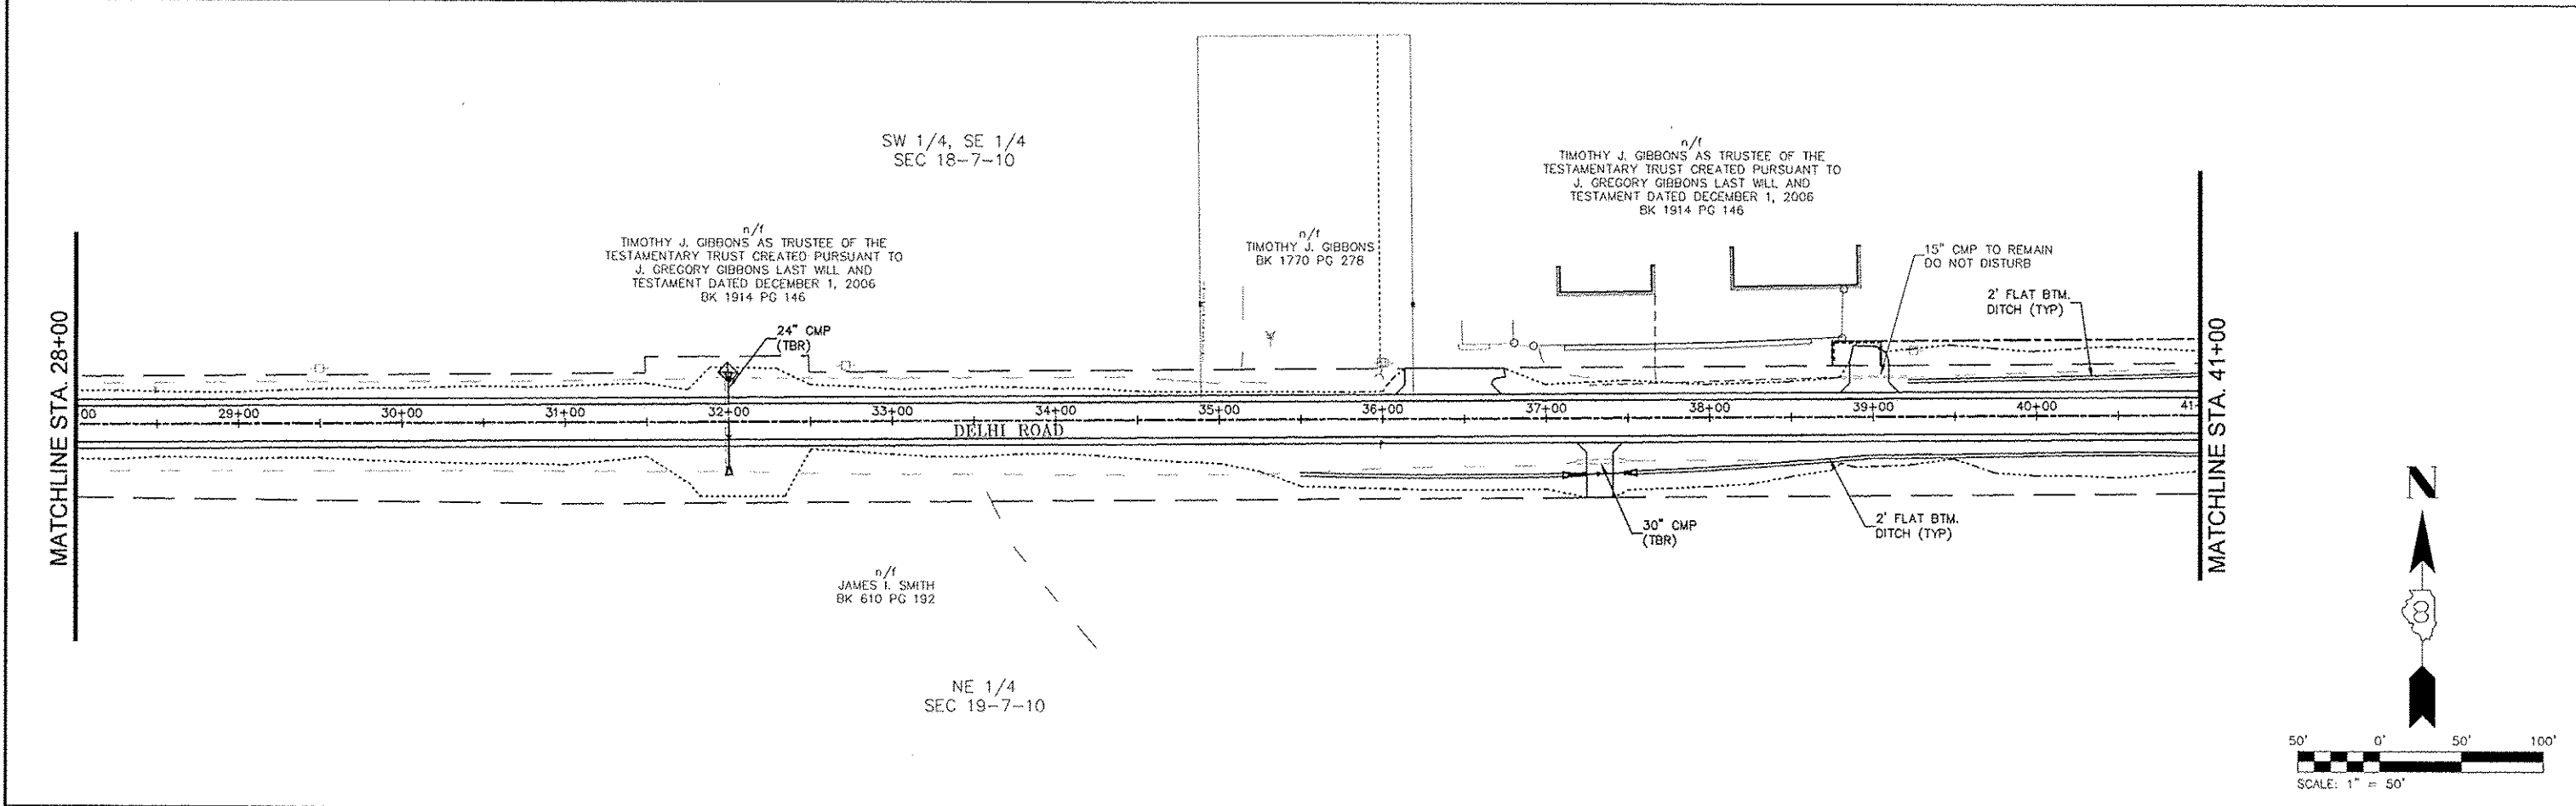 SW 1/4, SE 1/4
SEC 18-7-10
n/f
TIMOTHY J. GIBBONS AS TRUSTEE OF THE
TESTAMENTARY TRUST CREATED PURSUANT TO
J. GREGORY GIBBONS LAST WILL AND
TESTAMENT DATED DECEMBER 1, 2006
BK 1914 PG 146
n/f
TIMOTHY J. GIBBONS AS TRUSTEE OF THE
TESTAMENTARY TRUST CREATED PURSUANT TO
J. GREGORY GIBBONS LAST WILL AND
TESTAMENT DATED DECEMBER 1, 2006
BK 1914 PG 146
n/f
TIMOTHY J. GIBBONS
BK 1770 PG 278
15" CMP TO REMAIN
DO NOT DISTURB
2' FLAT BTM.
DITCH (TYP)
24" CMP
(TBR)
MATCHLINE STA. 28+00
MATCHLINE STA. 41+00
00 29+00 30+00 31+00 32+00 33+00 34+00 35+00 36+00 37+00 38+00 39+00 40+00 41+
DELHI ROAD
30" CMP
(TBR)
2' FLAT BTM.
DITCH (TYP)
n/f
JAMES I. SMITH
BK 610 PG 192
NE 1/4
SEC 19-7-10
N
8
50' 0' 50' 100'
SCALE: 1" = 50'